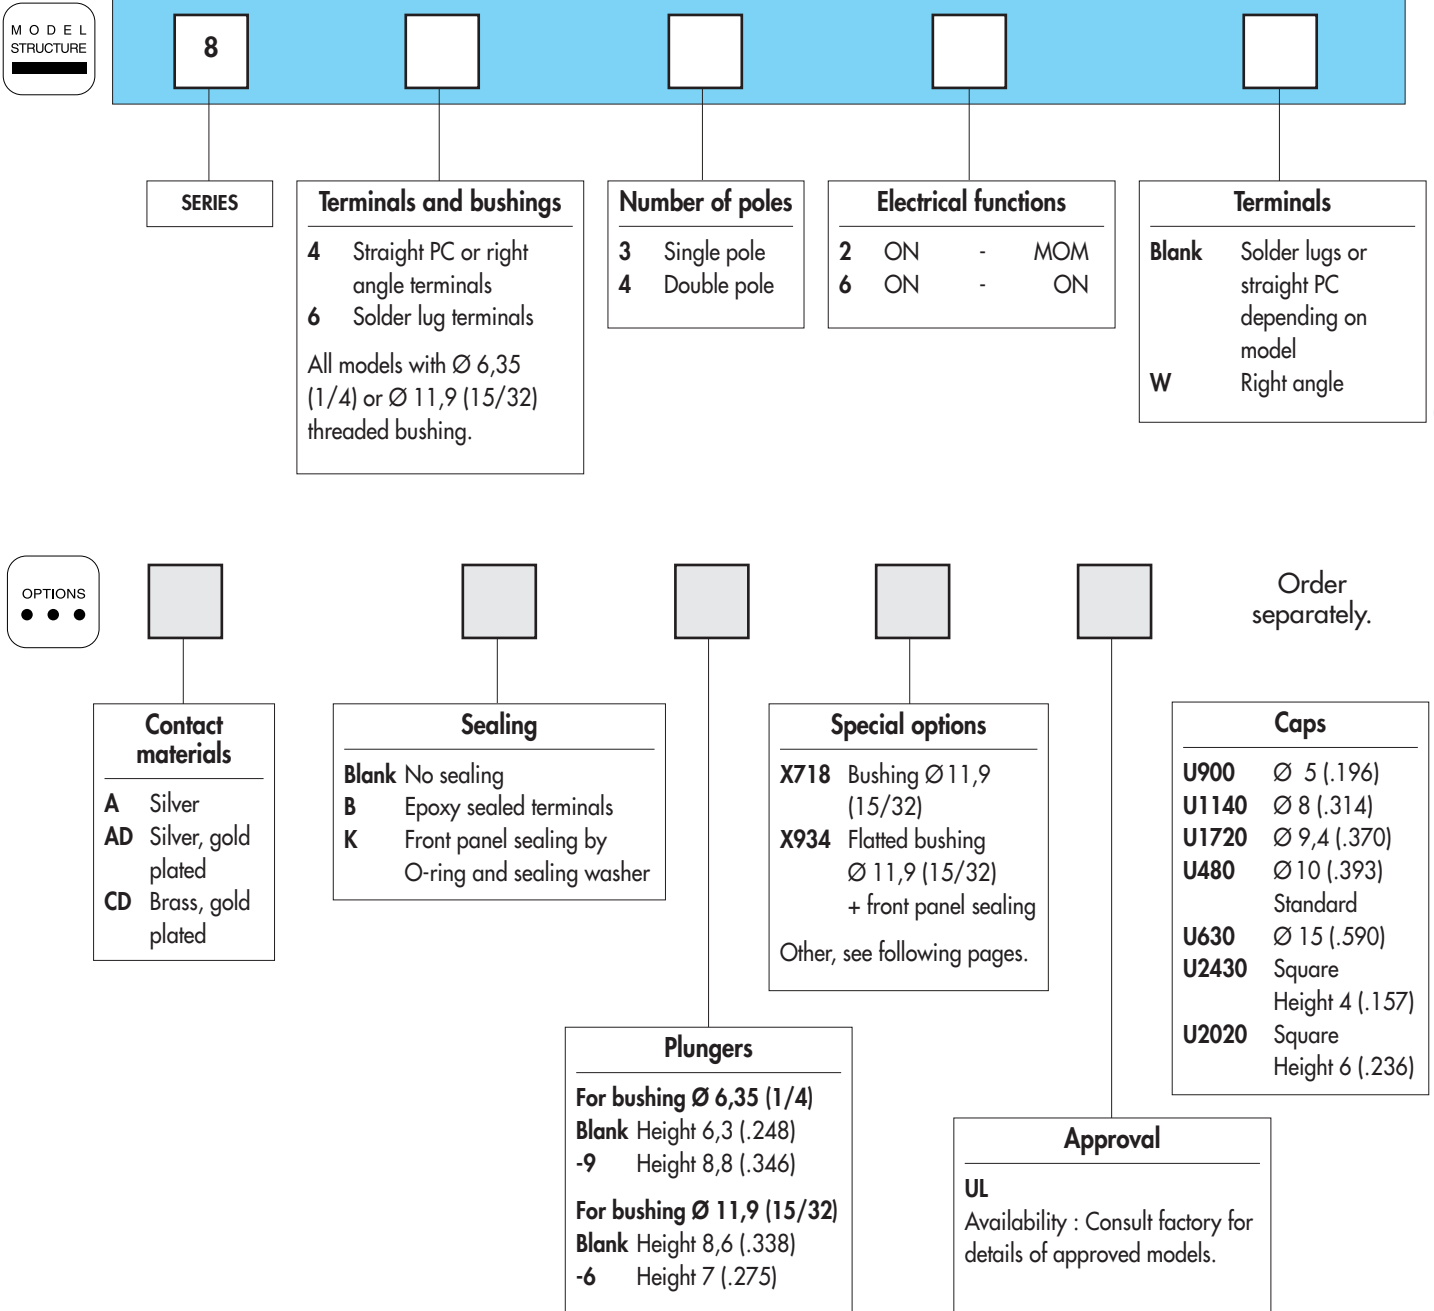 MODEL
STRUCTURE
8
SERIES
Terminals and bushings
4 Straight PC or right
angle terminals
6 Solder lug terminals
All models with Ø 6,35
(1/4) or Ø 11,9 (15/32)
threaded bushing.
Number of poles
3 Single pole
4 Double pole
Electrical functions
2 ON - MOM
6 ON - ON
Terminals
Blank Solder lugs or
straight PC
depending on
model
W Right angle
OPTIONS
Order
separately.
Contact
materials
A Silver
AD Silver, gold
plated
CD Brass, gold
plated
Sealing
Blank No sealing
B Epoxy sealed terminals
K Front panel sealing by
O-ring and sealing washer
Plungers
For bushing Ø 6,35 (1/4)
Blank Height 6,3 (.248)
-9 Height 8,8 (.346)
For bushing Ø 11,9 (15/32)
Blank Height 8,6 (.338)
-6 Height 7 (.275)
Special options
X718 Bushing Ø 11,9
(15/32)
X934 Flatted bushing
Ø 11,9 (15/32)
+ front panel sealing
Other, see following pages.
Approval
UL
Availability : Consult factory for
details of approved models.
Caps
U900 Ø 5 (.196)
U1140 Ø 8 (.314)
U1720 Ø 9,4 (.370)
U480 Ø 10 (.393)
Standard
U630 Ø 15 (.590)
U2430 Square
Height 4 (.157)
U2020 Square
Height 6 (.236)